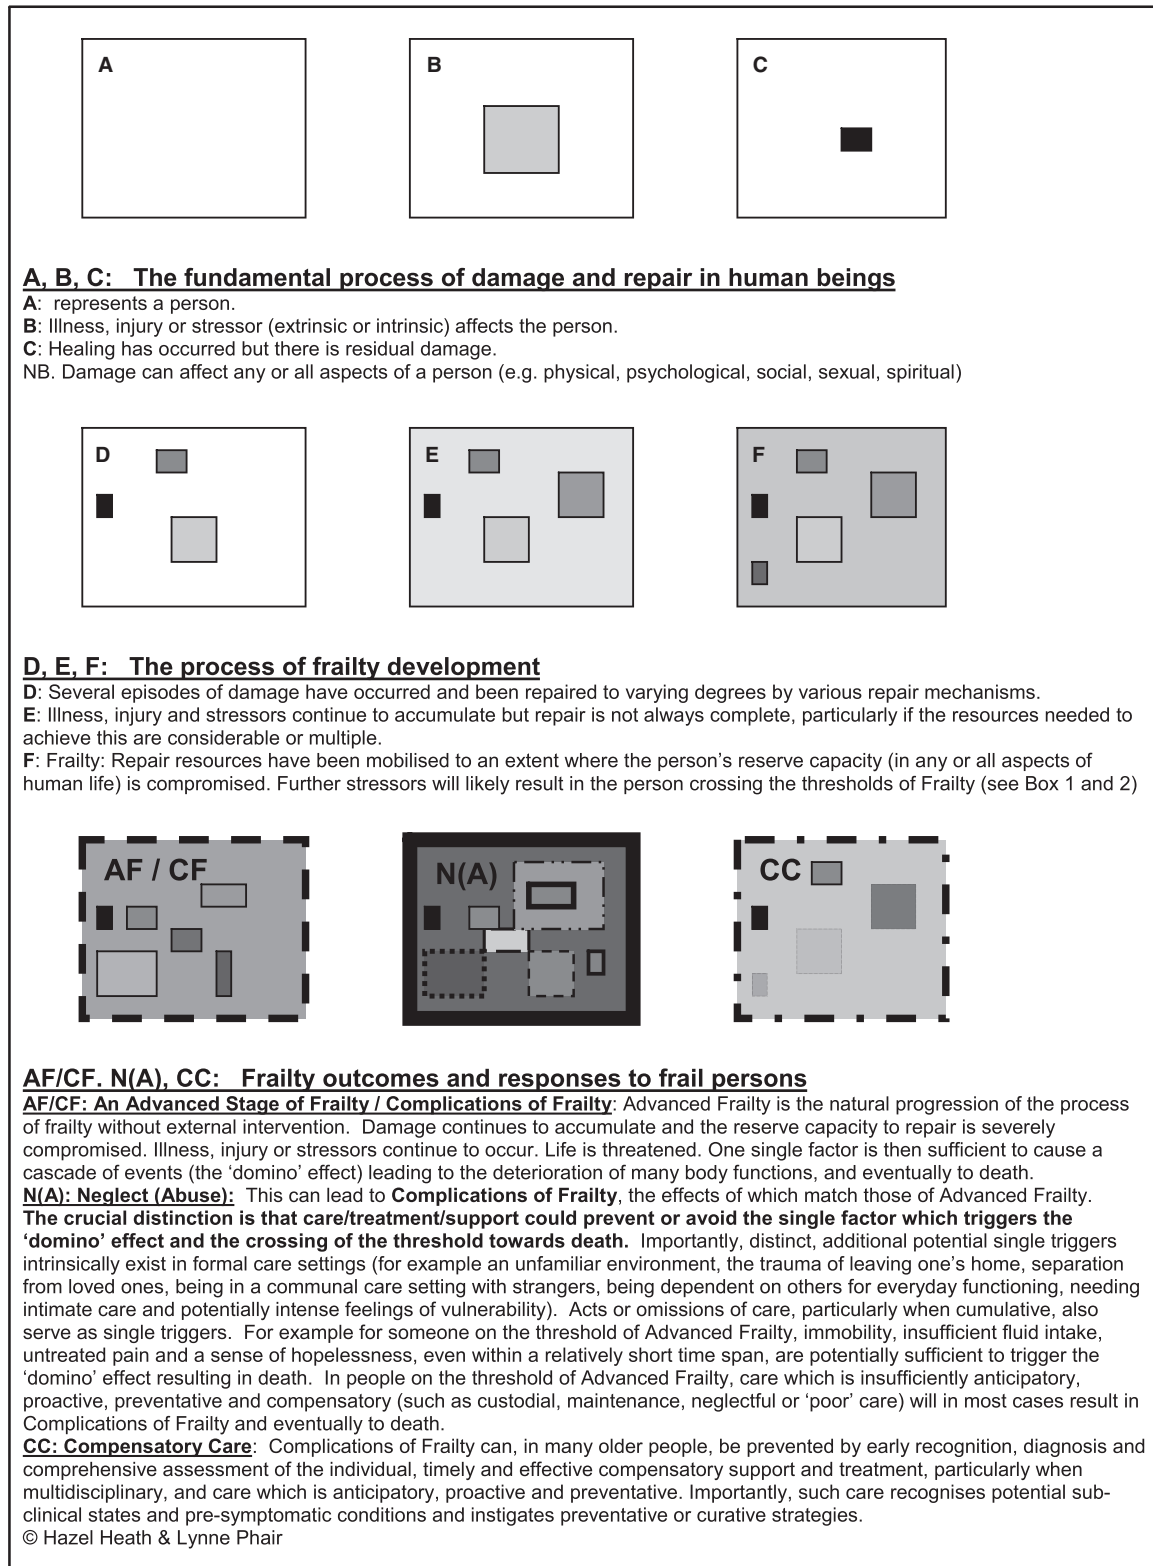 A
B
C
A, B, C: The fundamental process of damage and repair in human beings
A: represents a person.
B: Illness, injury or stressor (extrinsic or intrinsic) affects the person.
C: Healing has occurred but there is residual damage.
NB. Damage can affect any or all aspects of a person (e.g. physical, psychological, social, sexual, spiritual)
D
E
F
D, E, F: The process of frailty development
D: Several episodes of damage have occurred and been repaired to varying degrees by various repair mechanisms.
E: Illness, injury and stressors continue to accumulate but repair is not always complete, particularly if the resources needed to
achieve this are considerable or multiple.
F: Frailty: Repair resources have been mobilised to an extent where the person's reserve capacity (in any or all aspects of
human life) is compromised. Further stressors will likely result in the person crossing the thresholds of Frailty (see Box 1 and 2)
AF / CF
N(A)
CC
AF/CF. N(A), CC: Frailty outcomes and responses to frail persons
AF/CF: An Advanced Stage of Frailty / Complications of Frailty: Advanced Frailty is the natural progression of the process
of frailty without external intervention. Damage continues to accumulate and the reserve capacity to repair is severely
compromised. Illness, injury or stressors continue to occur. Life is threatened. One single factor is then sufficient to cause a
cascade of events (the 'domino' effect) leading to the deterioration of many body functions, and eventually to death.
N(A): Neglect (Abuse): This can lead to Complications of Frailty, the effects of which match those of Advanced Frailty.
The crucial distinction is that care/treatment/support could prevent or avoid the single factor which triggers the
'domino' effect and the crossing of the threshold towards death. Importantly, distinct, additional potential single triggers
intrinsically exist in formal care settings (for example an unfamiliar environment, the trauma of leaving one's home, separation
from loved ones, being in a communal care setting with strangers, being dependent on others for everyday functioning, needing
intimate care and potentially intense feelings of vulnerability). Acts or omissions of care, particularly when cumulative, also
serve as single triggers. For example for someone on the threshold of Advanced Frailty, immobility, insufficient fluid intake,
untreated pain and a sense of hopelessness, even within a relatively short time span, are potentially sufficient to trigger the
'domino' effect resulting in death. In people on the threshold of Advanced Frailty, care which is insufficiently anticipatory,
proactive, preventative and compensatory (such as custodial, maintenance, neglectful or 'poor' care) will in most cases result in
Complications of Frailty and eventually to death.
CC: Compensatory Care: Complications of Frailty can, in many older people, be prevented by early recognition, diagnosis and
comprehensive assessment of the individual, timely and effective compensatory support and treatment, particularly when
multidisciplinary, and care which is anticipatory, proactive and preventative. Importantly, such care recognises potential sub-
clinical states and pre-symptomatic conditions and instigates preventative or curative strategies.
© Hazel Heath & Lynne Phair